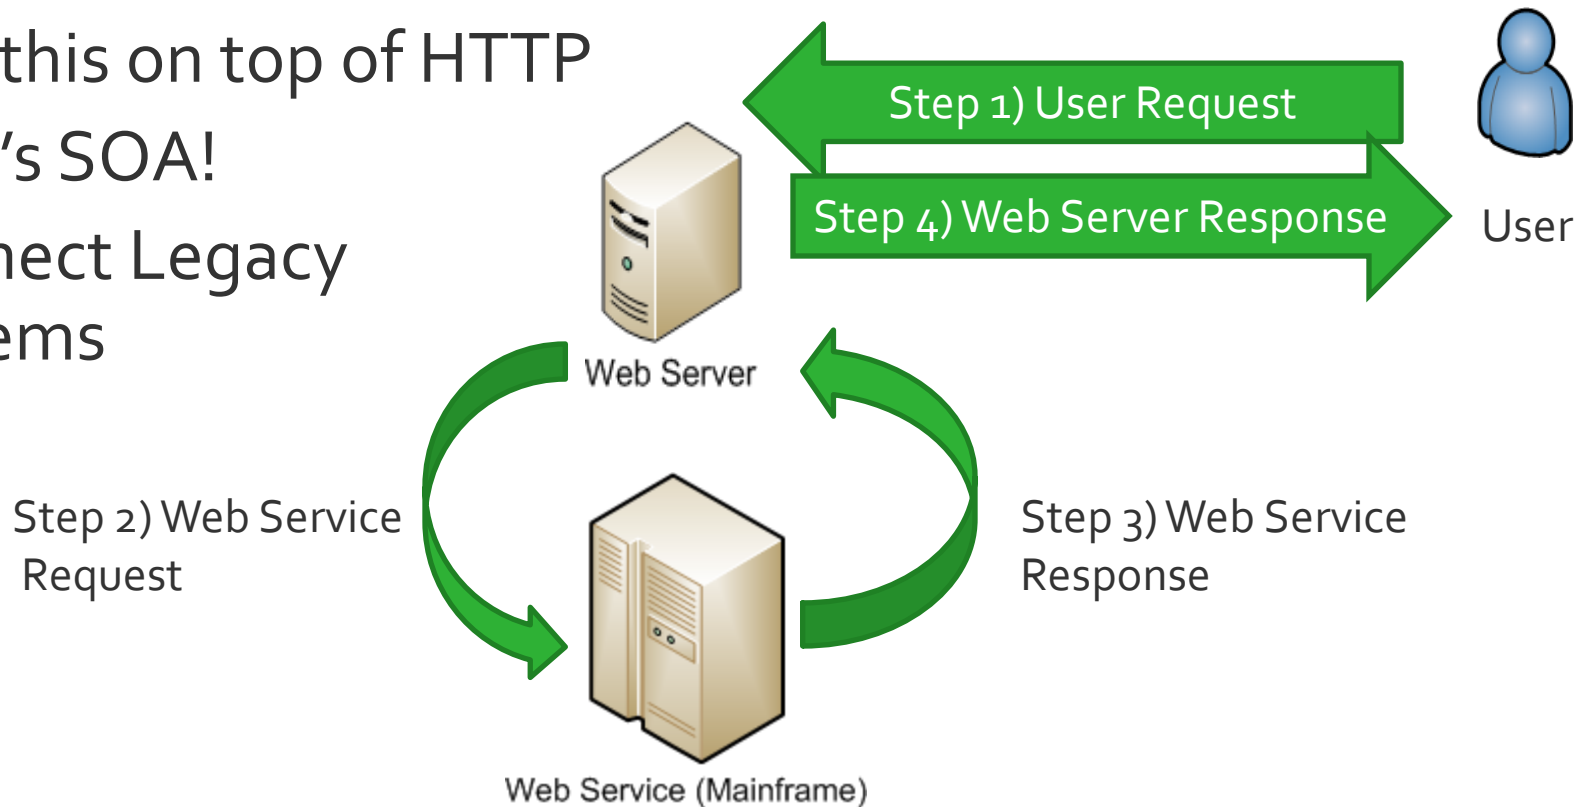 this on top of HTTP
's SOA!
nect Legacy
ems
Step 1) User Request
Step 4) Web Server Response
User
Web Server
Step 2) Web Service
Request
Step 3) Web Service
Response
Web Service (Mainframe)